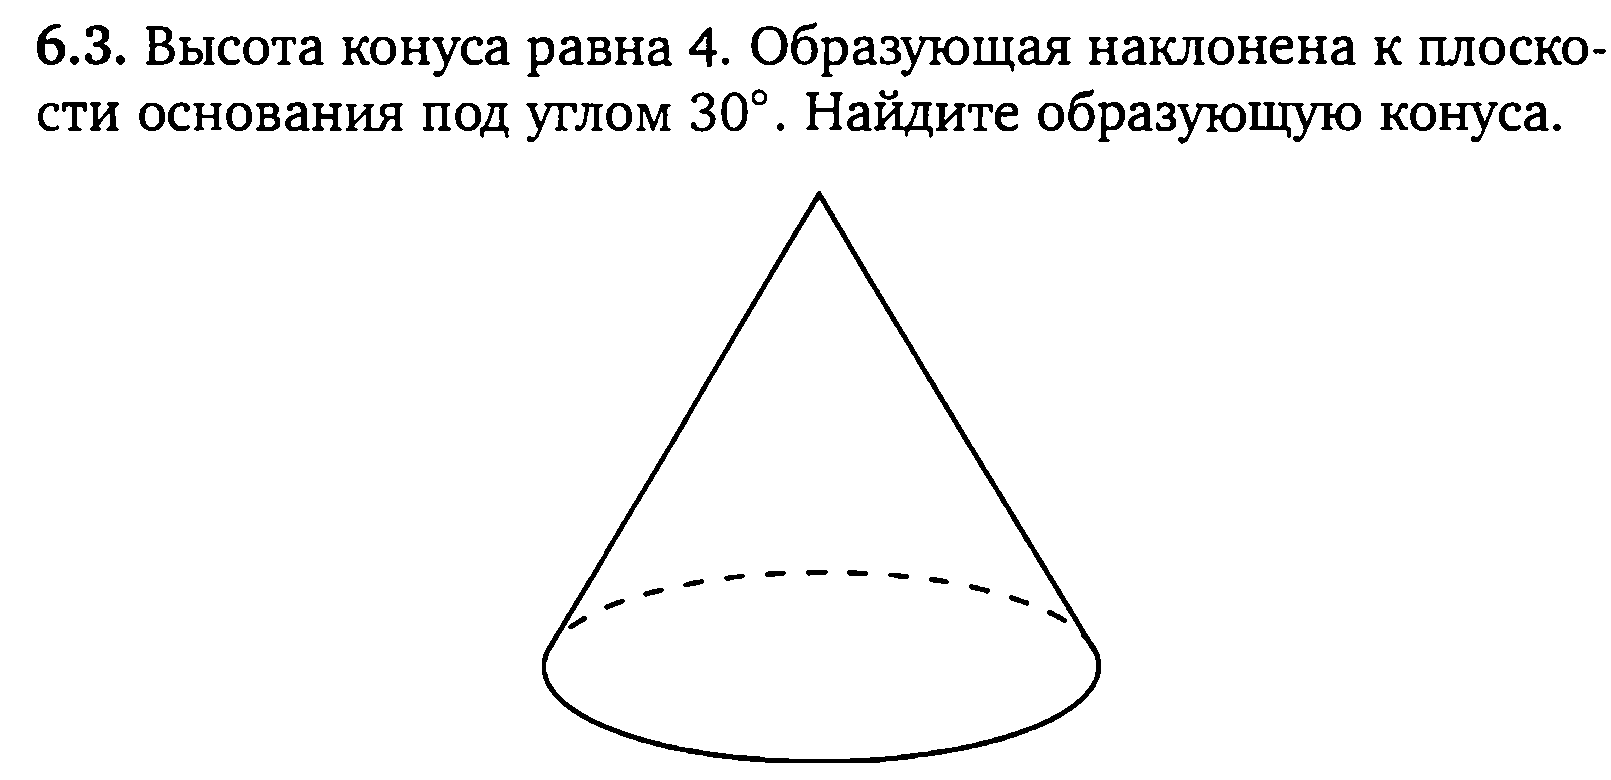 6.3. Высота конуса равна 4. Образующая наклонена к плоско-
сти основания под углом 30°. Найдите образующую конуса.